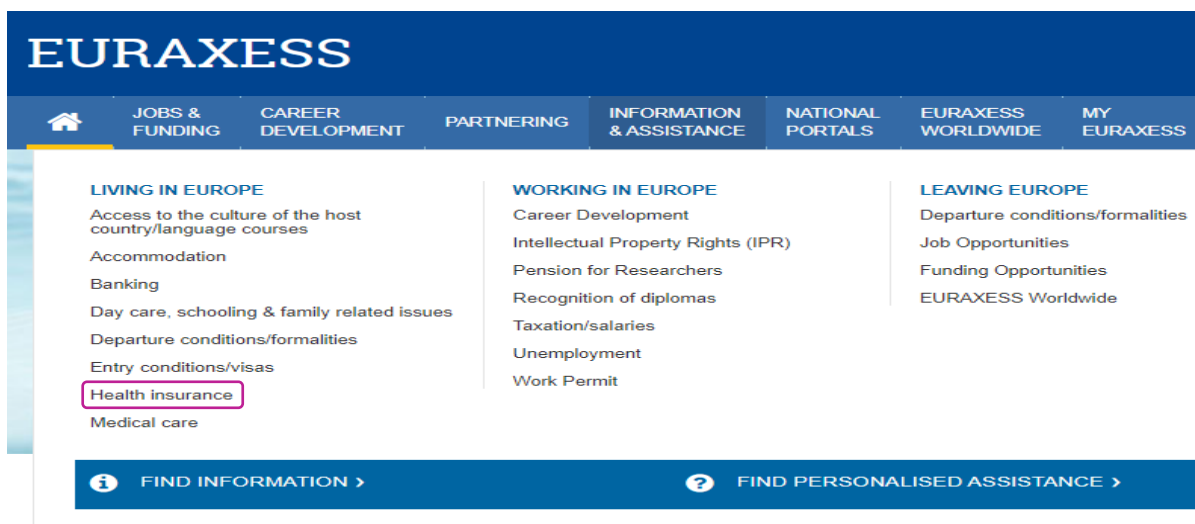 EURAXESS
JOBS &
FUNDING
CAREER
DEVELOPMENT
PARTNERING
INFORMATION
& ASSISTANCE
NATIONAL
PORTALS
EURAXESS
WORLDWIDE
MY
EURAXESS
LIVING IN EUROPE
Access to the culture of the host
country/language courses
Accommodation
Banking
Day care, schooling & family related issues
Departure conditions/formalities
Entry conditions/visas
Health insurance
Medical care
WORKING IN EUROPE
Career Development
Intellectual Property Rights (IPR)
Pension for Researchers
Recognition of diplomas
Taxation/salaries
Unemployment
Work Permit
LEAVING EUROPE
Departure conditions/formalities
Job Opportunities
Funding Opportunities
EURAXESS Worldwide
FIND INFORMATION >
FIND PERSONALISED ASSISTANCE >